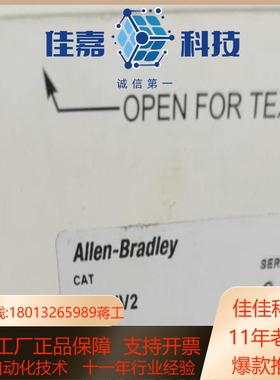 佳嘉 科技
诚信第一
OPEN FOR TE
Allen-Bradley
CAT
SER
V2
线:18013265989蒋工
工厂正品保障 支持开票
自动化技术 十一年行业经验
佳佳科
11年老
爆款推